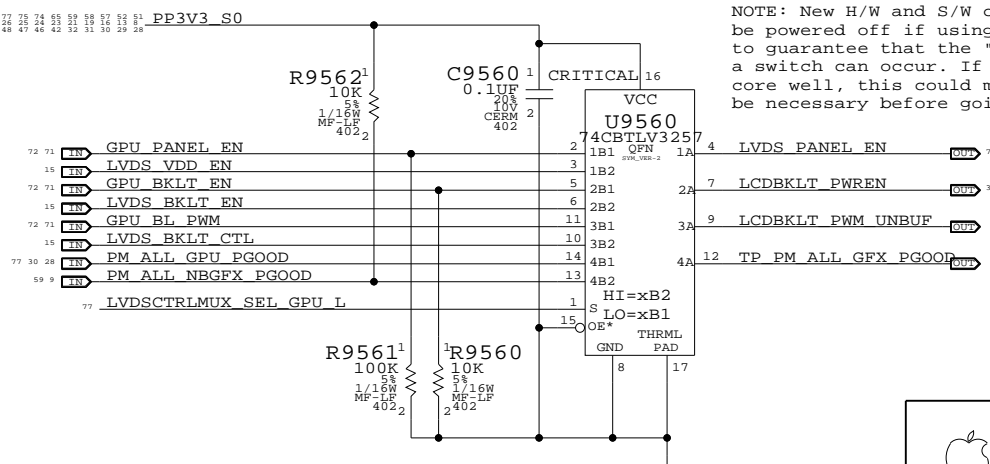 77 75 74 65 59 58 57 52 51
26 25 24 23 21 19 16 13 8
48 47 46 42 32 31 30 29 28
PP3V3_S0
NOTE: New H/W and S/W
be powered off if using
to guarantee that the "
a switch can occur. If
core well, this could
be necessary before
R9562
1
10K
5%
1/16W
MF-LF
402
2
C9560
1
0.1UF
20%
10V
CERM
402
2
CRITICAL
16
VCC
U9560
74CBTLV3257
QFN
SYM_VER-2
72 71 IN GPU_PANEL_EN 2 1B1
15 IN LVDS_VDD_EN 3 1B2
72 71 IN GPU_BKLT_EN 5 2B1
15 IN LVDS_BKLT_EN 6 2B2
72 71 IN GPU_BL_PWM 11 3B1
15 IN LVDS_BKLT_CTL 10 3B2
77 30 28 IN PM_ALL_GPU_PGOOD 14 4B1
59 9 IN PM_ALL_NBGFX_PGOOD 13 4B2
77 LVDSCTRLMUX_SEL_GPU_L 1 S
15 OE*
1A 4 LVDS_PANEL_EN OUT
2A 7 LCDBKLT_PWREN OUT
3A 9 LCDBKLT_PWM_UNBUF OUT
4A 12 TP_PM_ALL_GFX_PGOOD OUT
HI=xB2
LO=xB1
THRML
GND PAD
8 17
R9561
1
100K
5%
1/16W
MF-LF
402
2
1
R9560
10K
5%
1/16W
MF-LF
402
2